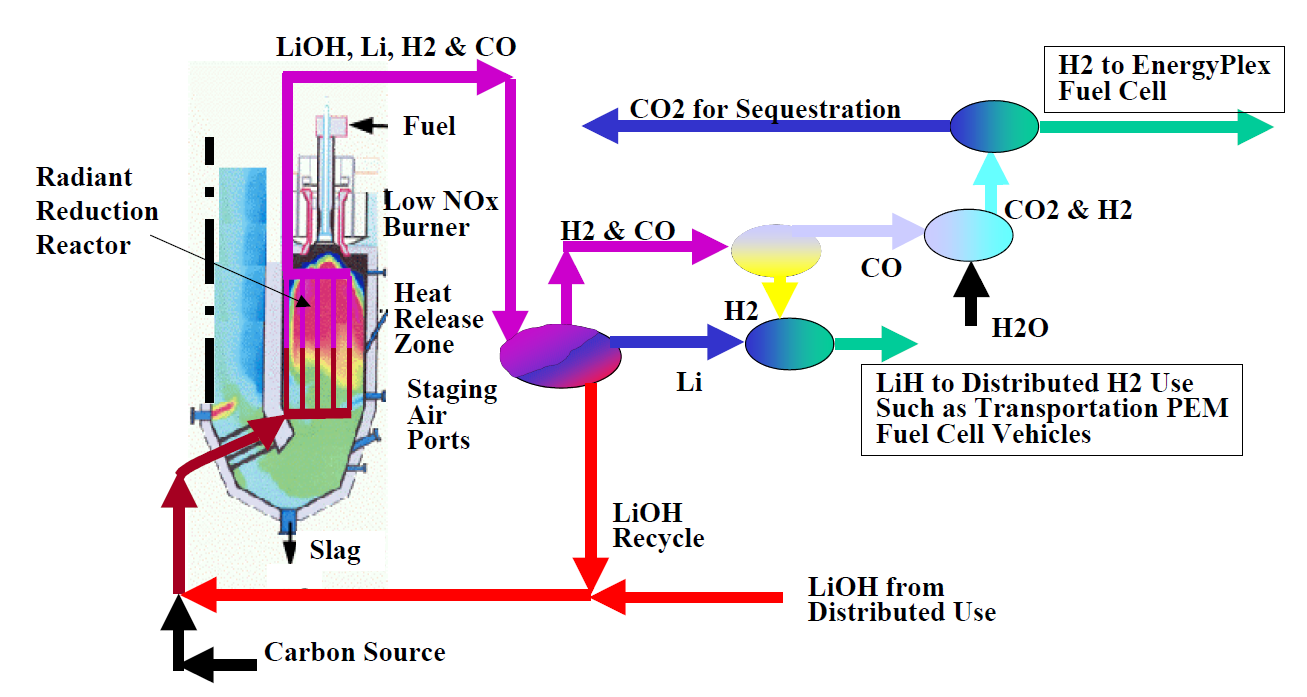 LiOH, Li, H2 & CO
H2 to EnergyPlex
Fuel Cell
CO2 for Sequestration
Fuel
Radiant
Reduction
Reactor
Low NOx
Burner
CO2 & H2
H2 & CO
CO
Heat
Release
Zone
H2
H2O
Li
Staging
Air
Ports
LiH to Distributed H2 Use
Such as Transportation PEM
Fuel Cell Vehicles
LiOH
Recycle
Slag
LiOH from
Distributed Use
Carbon Source